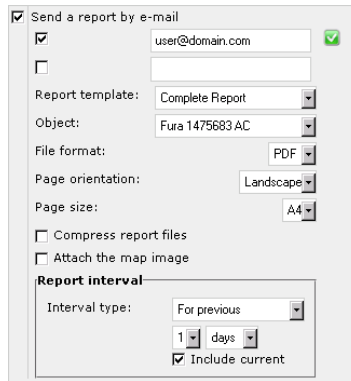 Send a report by e-mail
user@domain.com
Report template: Complete Report
Object: Fura 1475683 AC
File format: PDF
Page orientation: Landscape
Page size: A4
Compress report files
Attach the map image
Report interval
Interval type: For previous
1 days
Include current